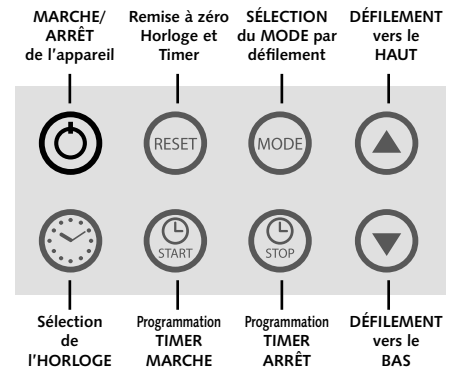 MARCHE/
ARRÊT
de l'appareil
Remise à zéro
Horloge et
Timer
SÉLECTION
du MODE par
défilement
DÉFILEMENT
vers le
HAUT
RESET
MODE
START
STOP
Sélection
de
l'HORLOGE
Programmation
TIMER
MARCHE
Programmation
TIMER
ARRÊT
DÉFILEMENT
vers le
BAS